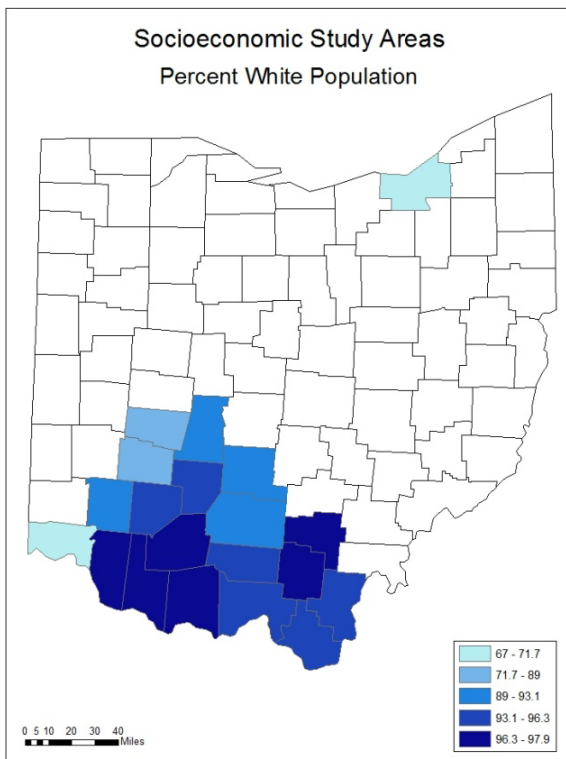 Socioeconomic Study Areas
Percent White Population
67 - 71.7
71.7 - 89
89 - 93.1
93.1 - 96.3
96.3 - 97.9
0 5 10 20 30 40
Miles